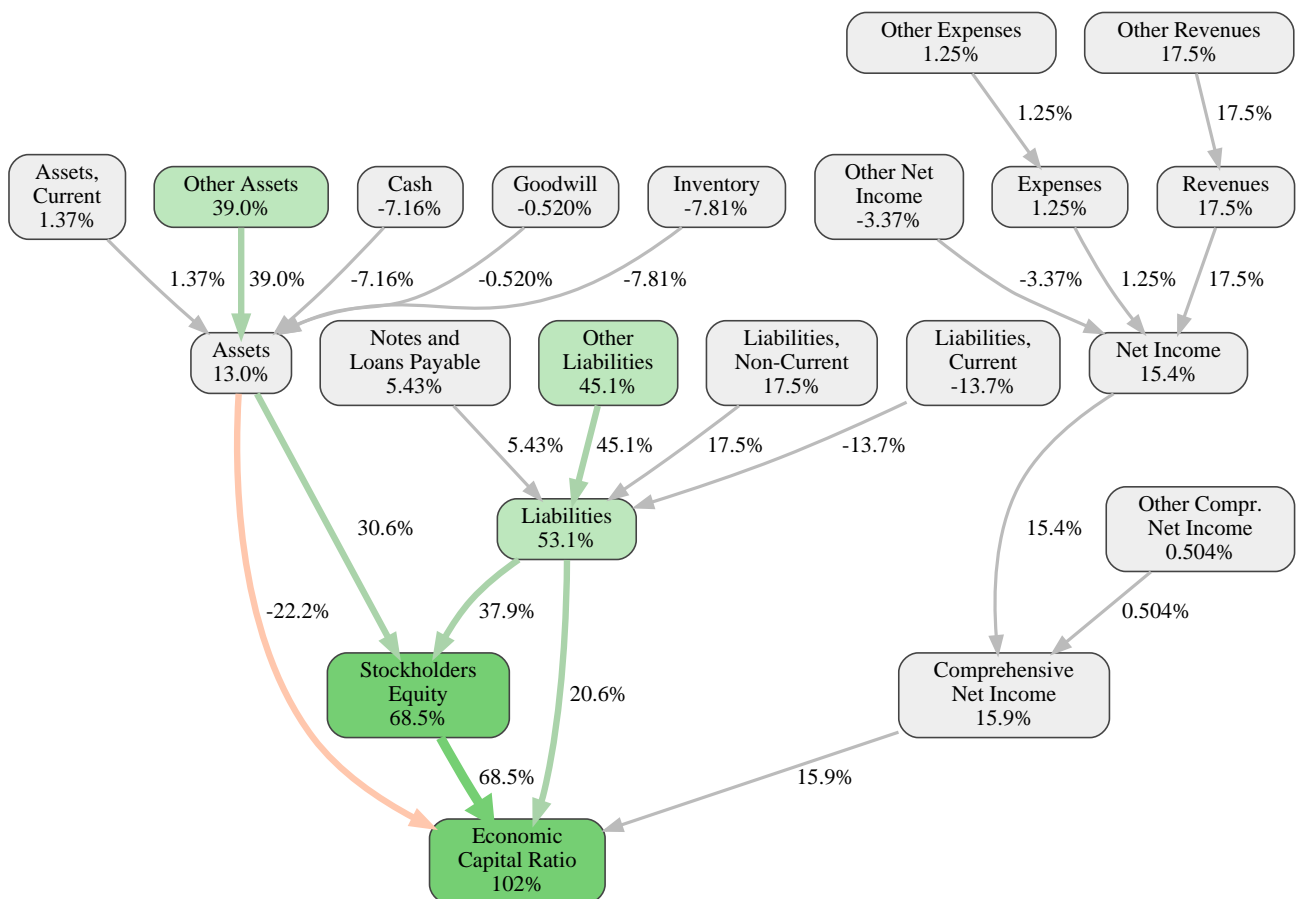 Other Expenses
1.25%
Other Revenues
17.5%
1.25%
17.5%
Assets,
Current
1.37%
Other Assets
39.0%
Cash
-7.16%
Goodwill
-0.520%
Inventory
-7.81%
Other Net
Income
-3.37%
Expenses
1.25%
Revenues
17.5%
1.37%
39.0%
-7.16%
-0.520%
-7.81%
-3.37%
1.25%
17.5%
Assets
13.0%
Notes and
Loans Payable
5.43%
Other
Liabilities
45.1%
Liabilities,
Non-Current
17.5%
Liabilities,
Current
-13.7%
Net Income
15.4%
5.43%
45.1%
17.5%
-13.7%
Liabilities
53.1%
30.6%
15.4%
Other Compr.
Net Income
0.504%
-22.2%
37.9%
0.504%
Stockholders
Equity
68.5%
20.6%
Comprehensive
Net Income
15.9%
68.5%
15.9%
Economic
Capital Ratio
102%